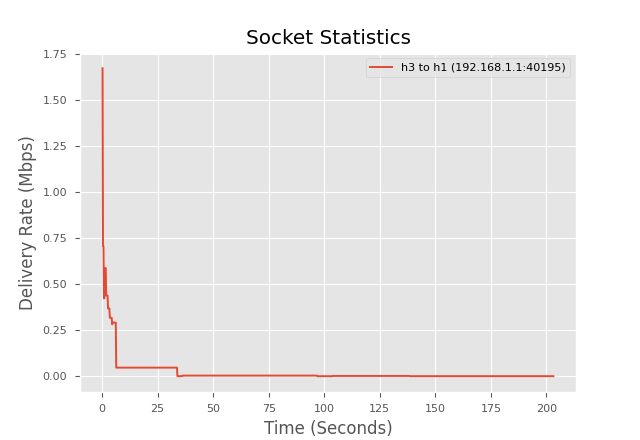 Socket Statistics
h3 to h1 (192.168.1.1:40195)
Delivery Rate (Mbps)
1.75
1.50
1.25
1.00
0.75
0.50
0.25
0.00
0 25 50 75 100 125 150 175 200
Time (Seconds)